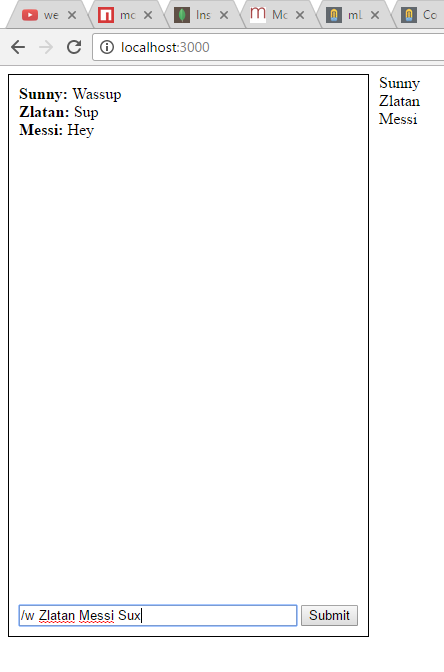 we
mc
Ins
Mc
mL
Co
localhost:3000
Sunny: Wassup
Zlatan: Sup
Messi: Hey
Sunny
Zlatan
Messi
/w Zlatan Messi Sux
Submit